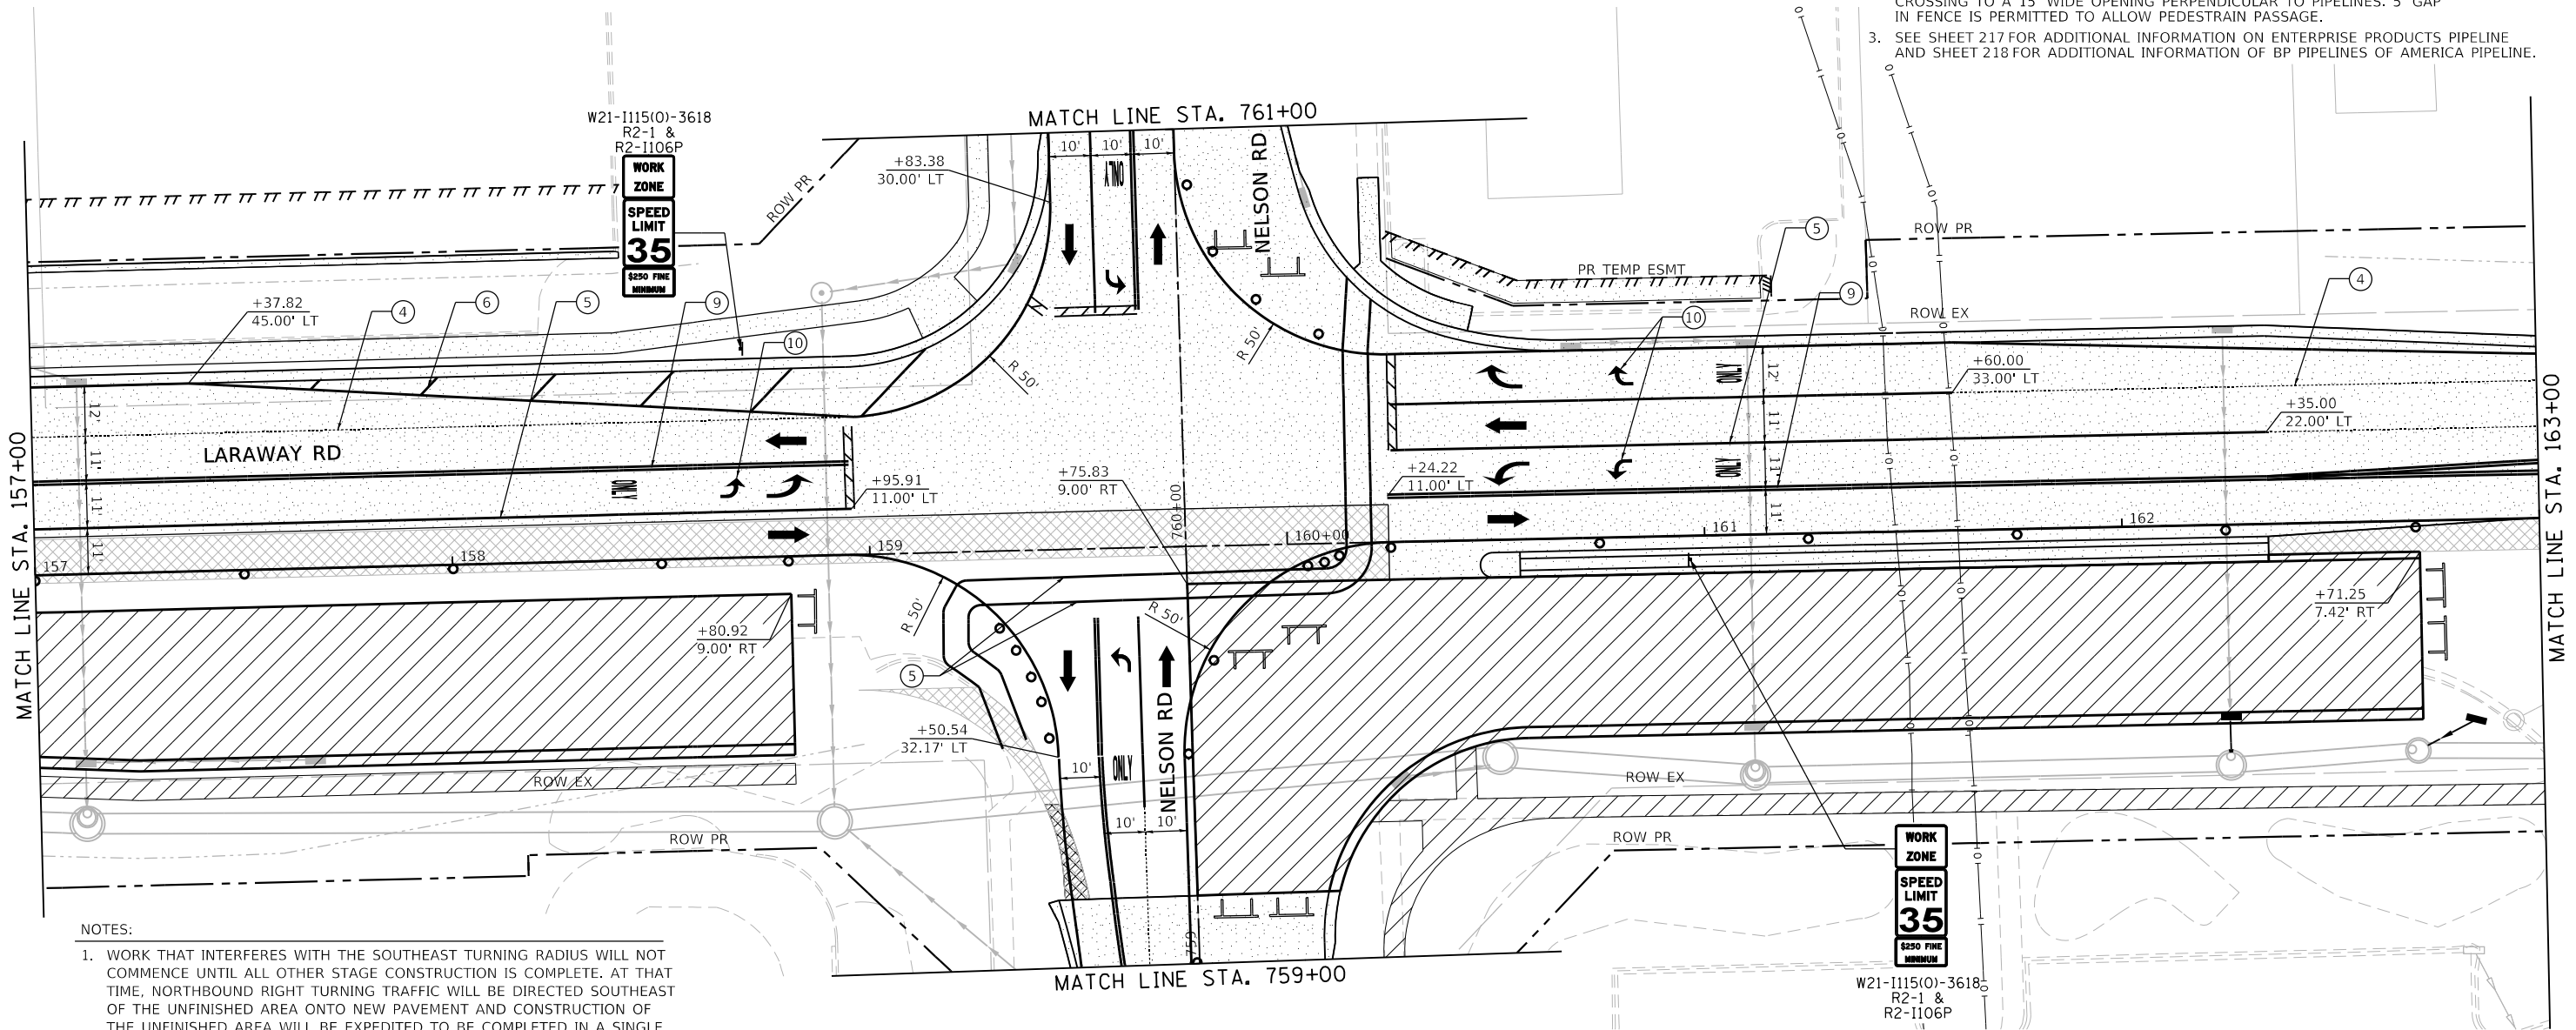 CROSSING TO A 15' WIDE OPENING PERPENDICULAR TO PIPELINES. 5' GAP
IN FENCE IS PERMITTED TO ALLOW PEDESTRAIN PASSAGE.
3. SEE SHEET 217 FOR ADDITIONAL INFORMATION ON ENTERPRISE PRODUCTS PIPELINE
AND SHEET 218 FOR ADDITIONAL INFORMATION OF BP PIPELINES OF AMERICA PIPELINE.
W21-I115(O)-3618
R2-1 &
R2-I106P
WORK
ZONE
SPEED
LIMIT
35
$250 FINE
MINIMUM
MATCH LINE STA. 761+00
10'
10'
10'
ONLY
NELSON RD
+83.38
30.00' LT
ROW PR
ROW PR
5
PR TEMP ESMT
ROW EX
9
4
10
+37.82
45.00' LT
4
6
5
9
10
R 50'
R 50'
ONLY
12'
+60.00
33.00' LT
+35.00
22.00' LT
12'
11'
11'
11'
LARAWAY RD
ONLY
+95.91
11.00' LT
+75.83
9.00' RT
760+00
+24.22
11.00' LT
ONLY
11'
11'
11'
MATCH LINE STA. 157+00
MATCH LINE STA. 163+00
157
158
159
160+00
161
162
R 50'
R 50'
+80.92
9.00' RT
+71.25
7.42' RT
5
+50.54
32.17' LT
10'
ONLY
NELSON RD
10'
10'
ROW EX
ROW EX
ROW PR
ROW PR
759
MATCH LINE STA. 759+00
WORK
ZONE
SPEED
LIMIT
35
$250 FINE
MINIMUM
W21-I115(O)-3618
R2-1 &
R2-I106P
NOTES:
1. WORK THAT INTERFERES WITH THE SOUTHEAST TURNING RADIUS WILL NOT
COMMENCE UNTIL ALL OTHER STAGE CONSTRUCTION IS COMPLETE. AT THAT
TIME, NORTHBOUND RIGHT TURNING TRAFFIC WILL BE DIRECTED SOUTHEAST
OF THE UNFINISHED AREA ONTO NEW PAVEMENT AND CONSTRUCTION OF
THE UNFINISHED AREA WILL BE EXPEDITED TO BE COMPLETED IN A SINGLE